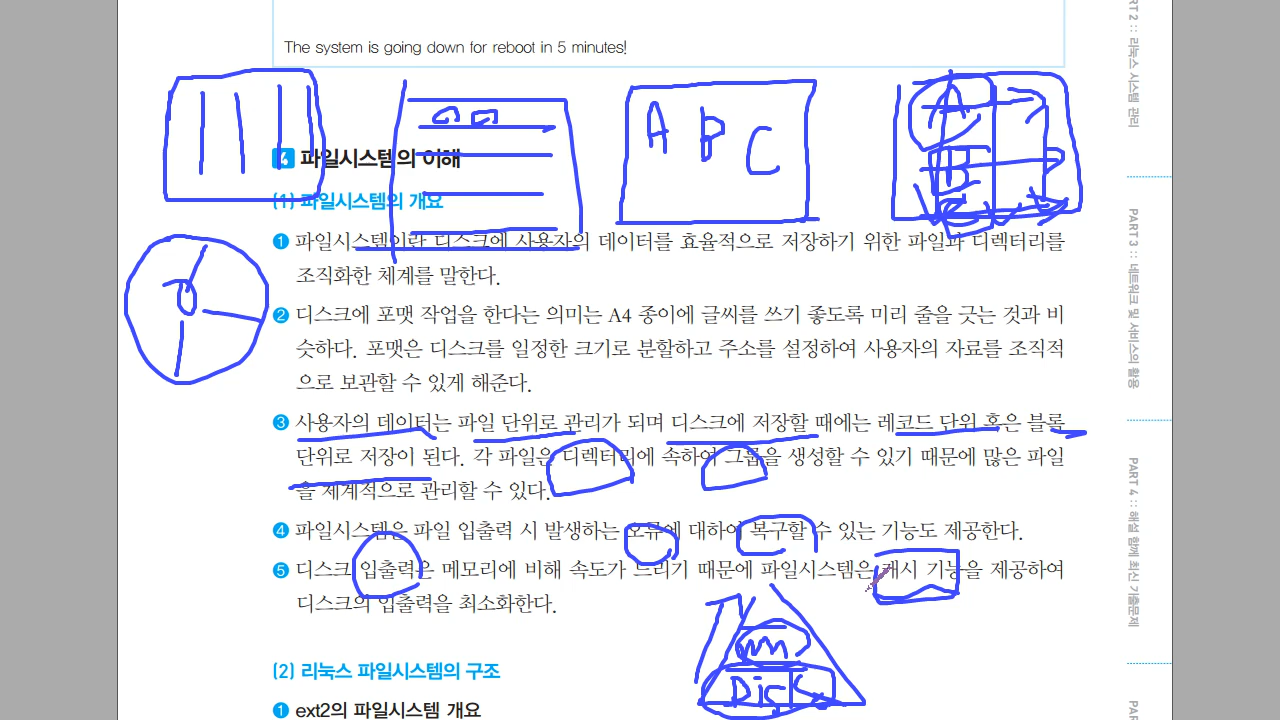 The system is going down for reboot in 5 minutes!
A B C
A
B
4 파일시스템의 이해
(1) 파일시스템의 개요
❶ 파일시스템이란 디스크에 사용자의 데이터를 효율적으로 저장하기 위한 파일과 디렉터리를
조직화한 체계를 말한다.
❷ 디스크에 포맷 작업을 한다는 의미는 A4 종이에 글씨를 쓰기 좋도록 미리 줄을 긋는 것과 비
슷하다. 포맷은 디스크를 일정한 크기로 분할하고 주소를 설정하여 사용자의 자료를 조직적
으로 보관할 수 있게 해준다.
❸ 사용자의 데이터는 파일 단위로 관리가 되며 디스크에 저장할 때에는 레코드 단위 혹은 블록
단위로 저장이 된다. 각 파일은 디렉터리에 속하여 그룹을 생성할 수 있기 때문에 많은 파일
을 체계적으로 관리할 수 있다.
❹ 파일시스템은 파일 입출력 시 발생하는 오류에 대하여 복구할 수 있는 기능도 제공한다.
❺ 디스크 입출력은 메모리에 비해 속도가 느리기 때문에 파일시스템은 캐시 기능을 제공하여
디스크의 입출력을 최소화한다.
Disk
(2) 리눅스 파일시스템의 구조
❶ ext2의 파일시스템 개요
PART 2 :: 리눅스 시스템 관리
PART 3 :: 네트워크 및 서비스의 활용
PART 4 :: 해설 함께 최신 기출문제